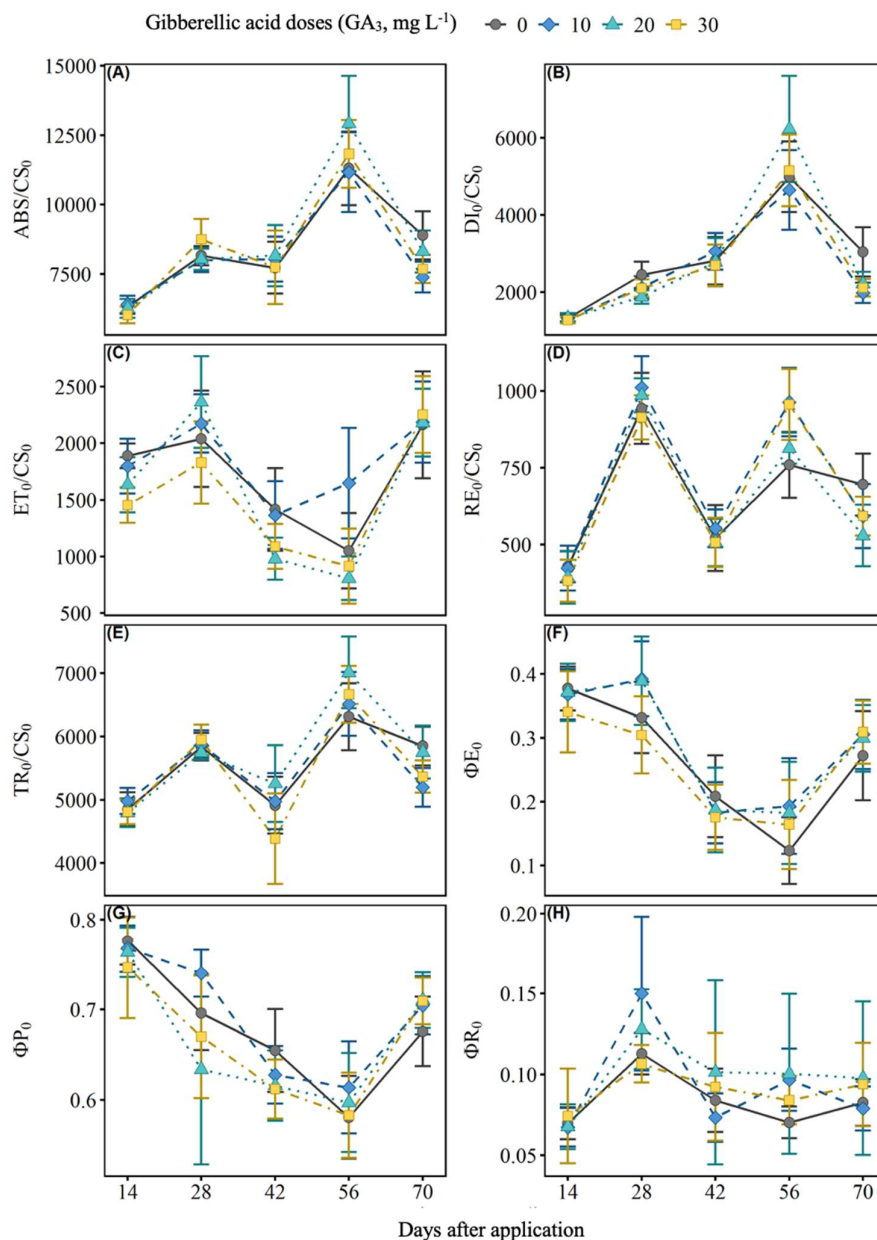 Gibberellic acid doses (GA₃, mg L⁻¹) 0 10 20 30
(A) (B)
15000
12500
10000
7500
ABS/CS₀
6000
4000
2000
DI₀/CS₀
(C) (D)
2500
2000
1500
1000
500
ET₀/CS₀
1000
750
500
RE₀/CS₀
(E) (F)
7000
6000
5000
4000
TR₀/CS₀
0.4
0.3
0.2
0.1
ΦE₀
(G) (H)
0.8
0.7
0.6
ΦP₀
0.20
0.15
0.10
0.05
ΦR₀
14 28 42 56 70 14 28 42 56 70
Days after application